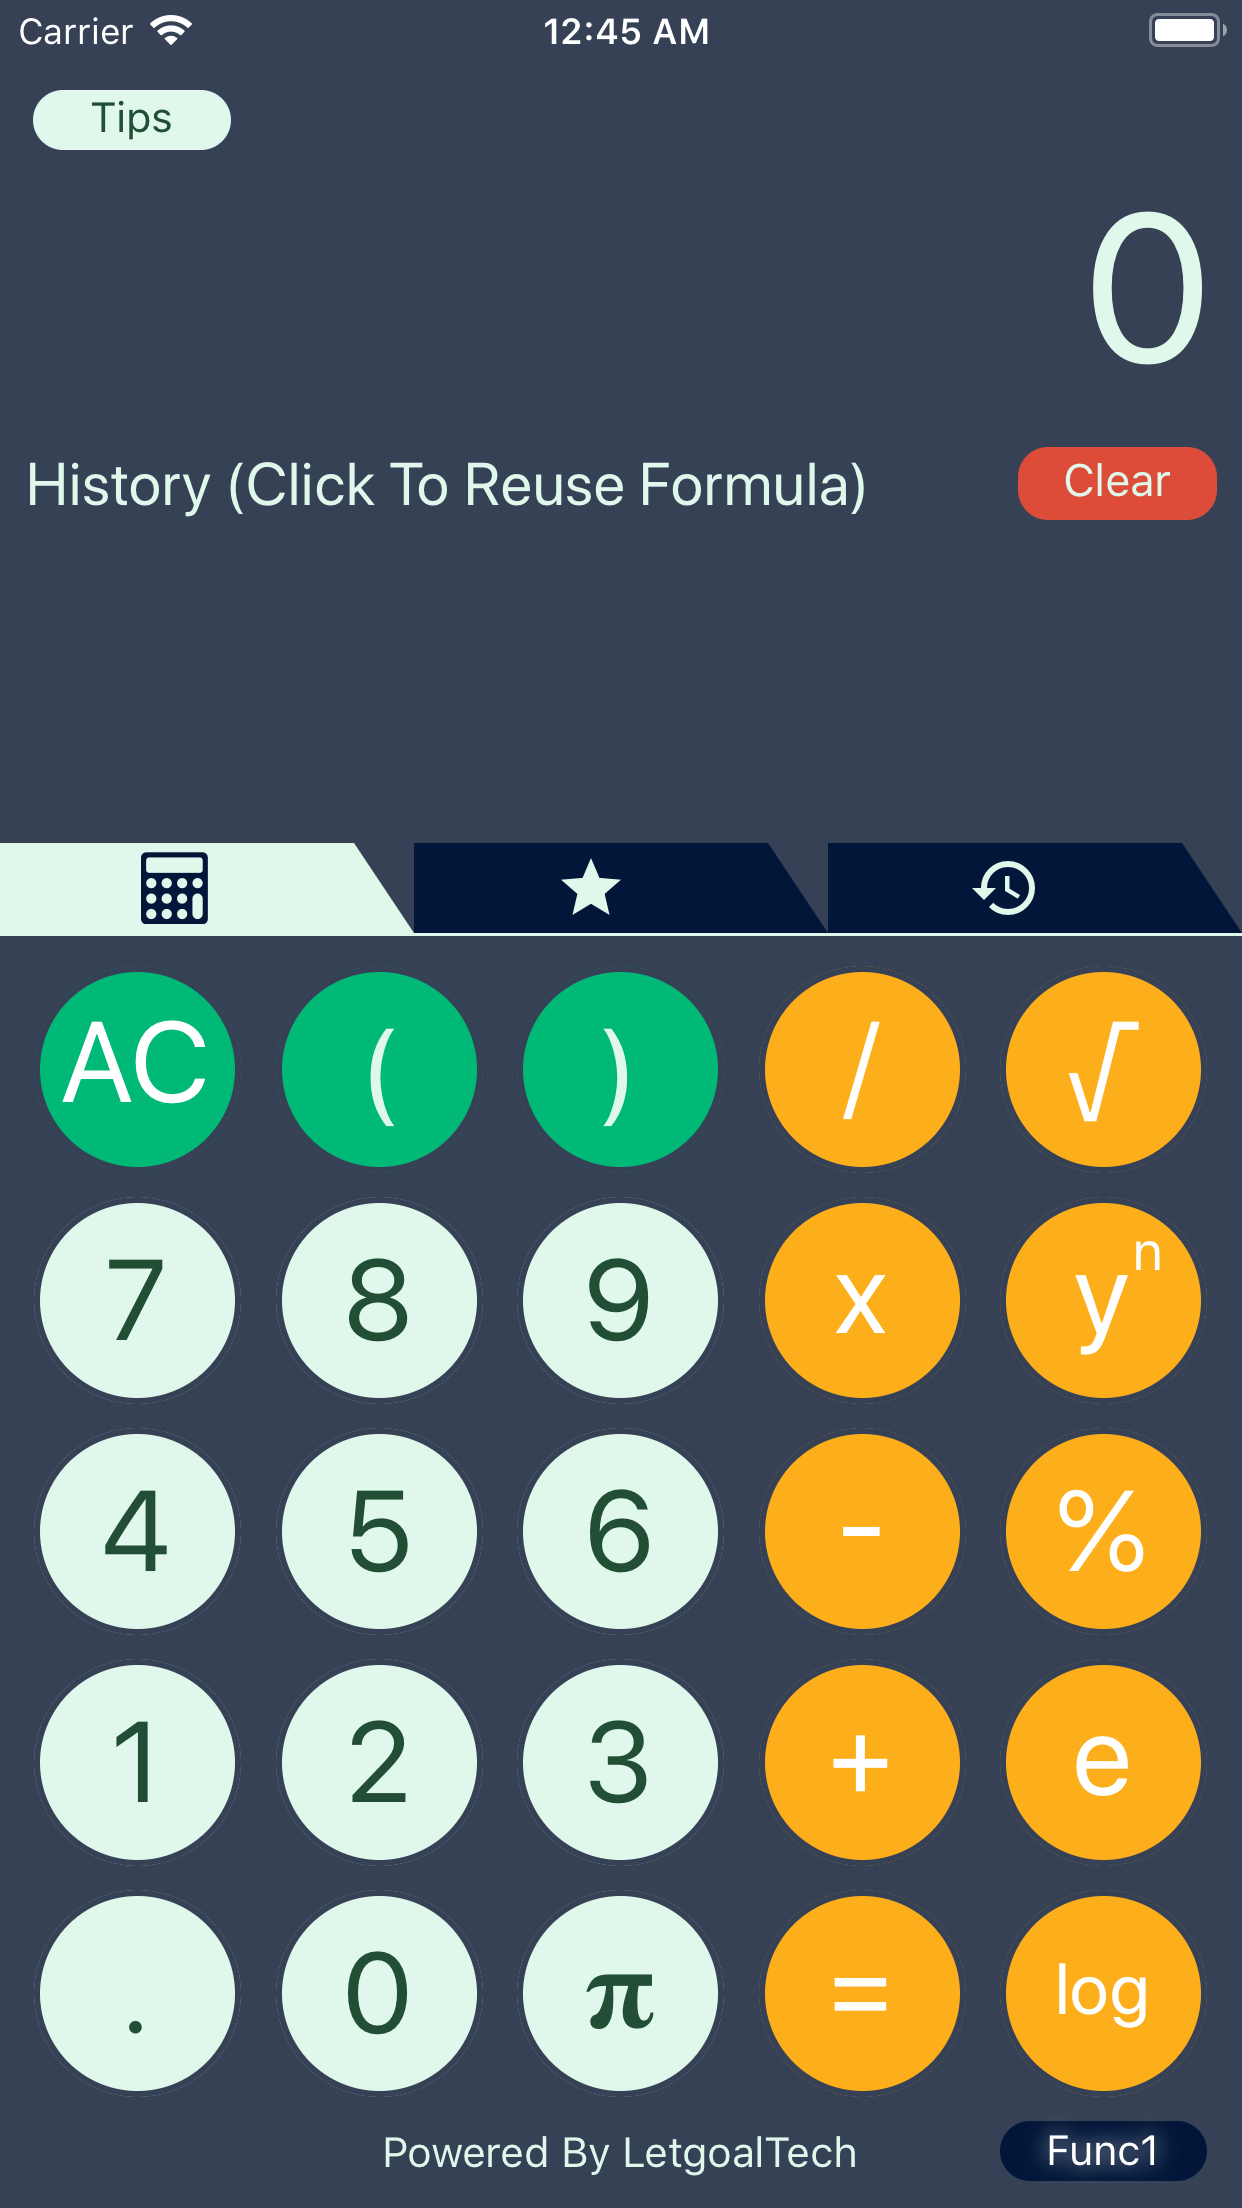 Carrier 12:45 AM
Tips
0
History (Click To Reuse Formula) Clear
AC ( ) / √
7 8 9 x yⁿ
4 5 6 - %
1 2 3 + e
. 0 π = log
Powered By LetgoalTech Func1